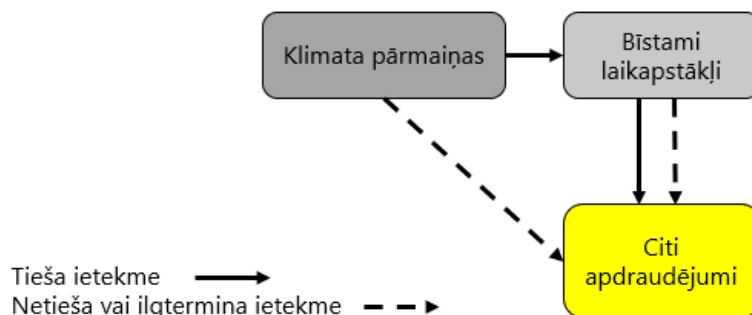 Klimata pārmaiņas
Bīstami
laikapstākļi
Citi
apdraudējumi
Tieša ietekme
Netieša vai ilgtermiņa ietekme